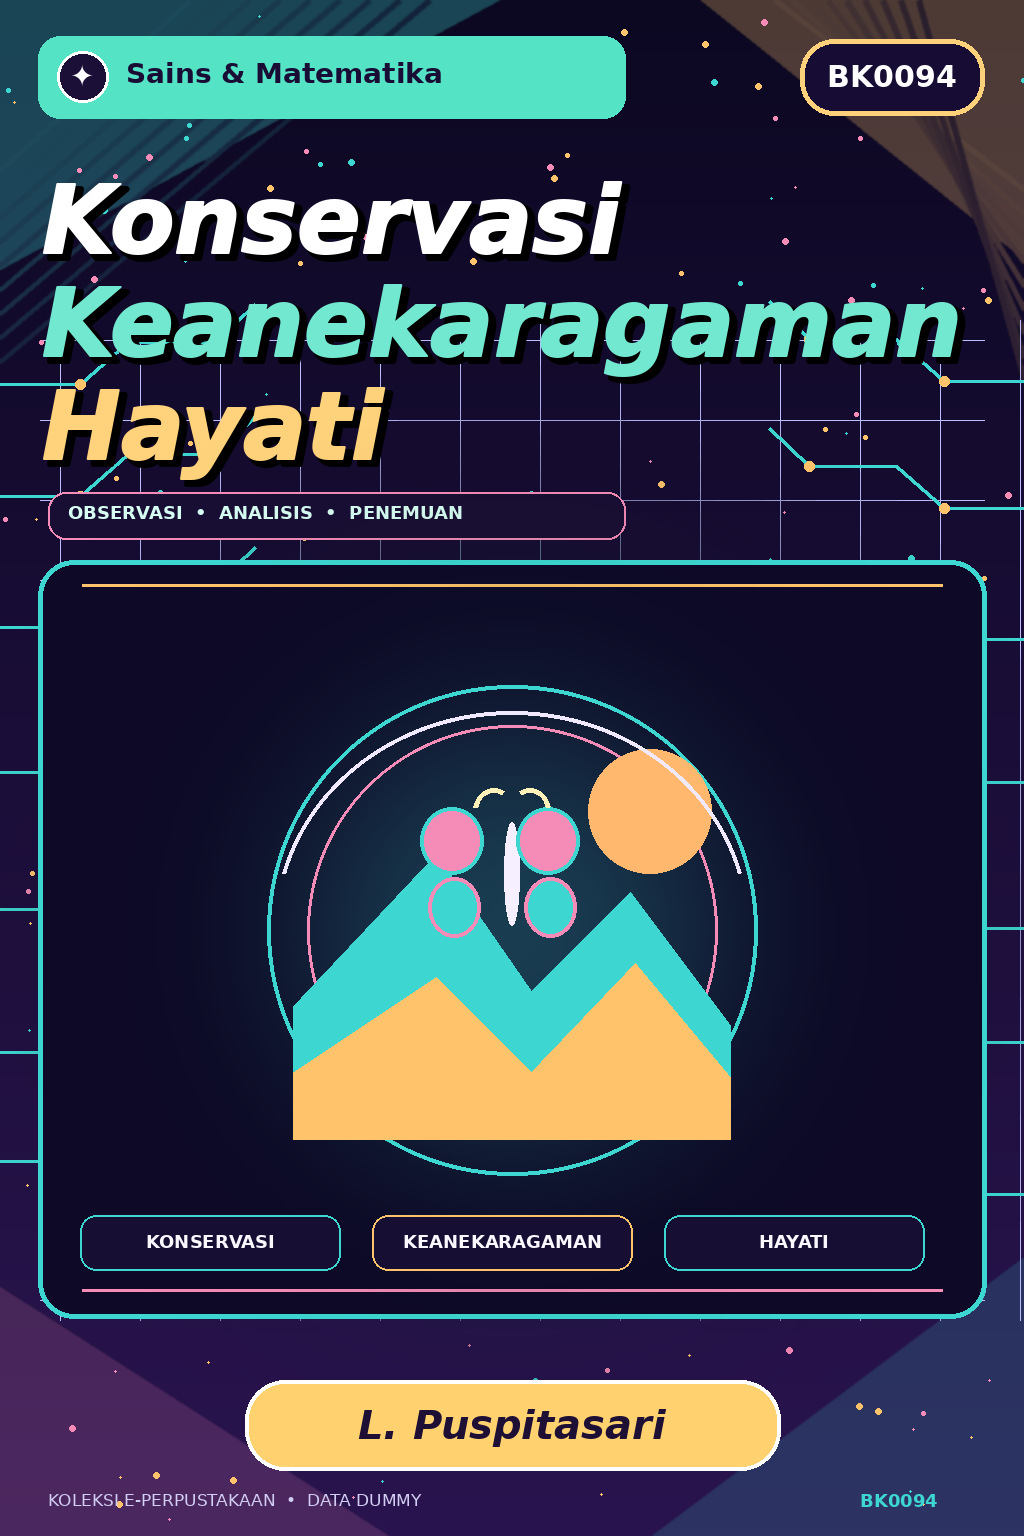 Sains & Matematika
BK0094
Konservasi
Keanekaragaman
Hayati
OBSERVASI • ANALISIS • PENEMUAN
KONSERVASI
KEANEKARAGAMAN
HAYATI
L. Puspitasari
KOLEKSI E-PERPUSTAKAAN • DATA DUMMY
BK0094